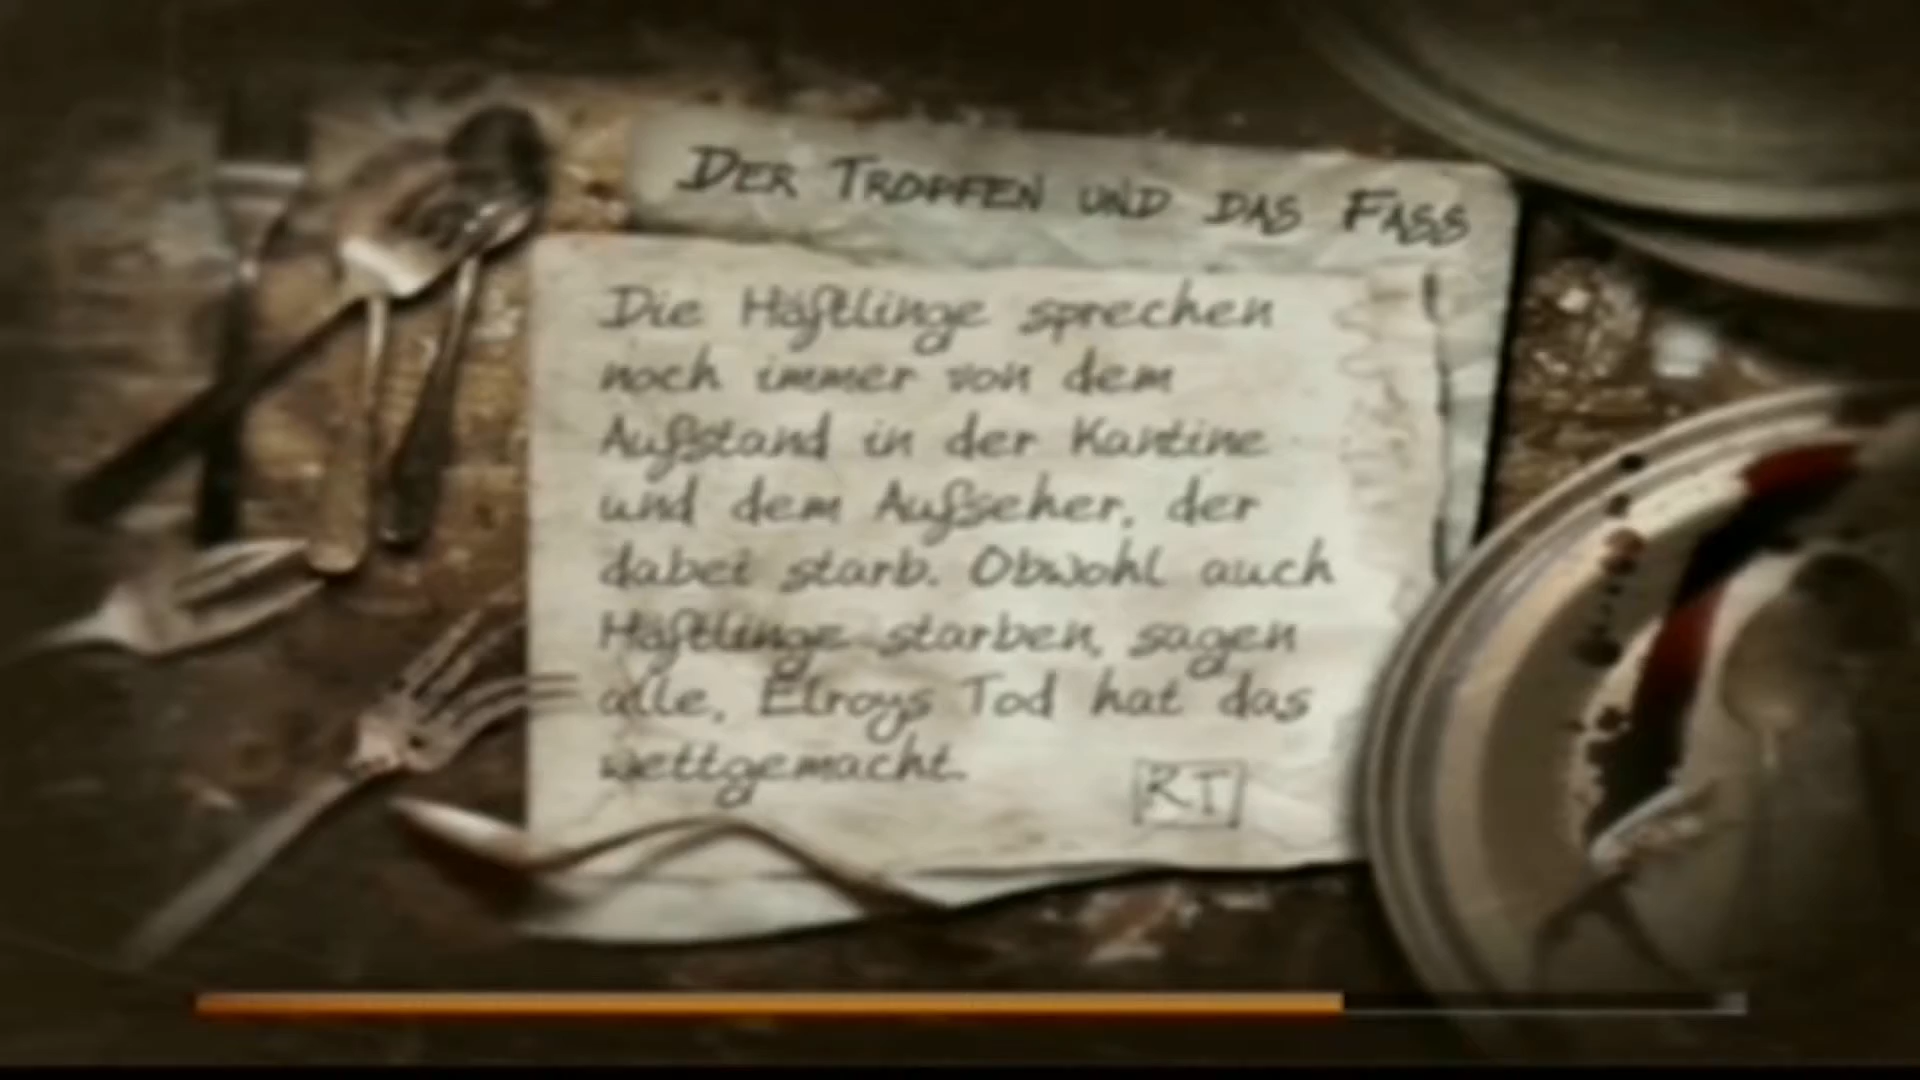 DER TROPFEN UND DAS FASS
Die Häftlinge sprechen
noch immer von dem
Aufstand in der Kantine
und dem Aufseher, der
dabei starb. Obwohl auch
Häftlinge starben, sagen
alle, Elroys Tod hat das
wettgemacht.
RT